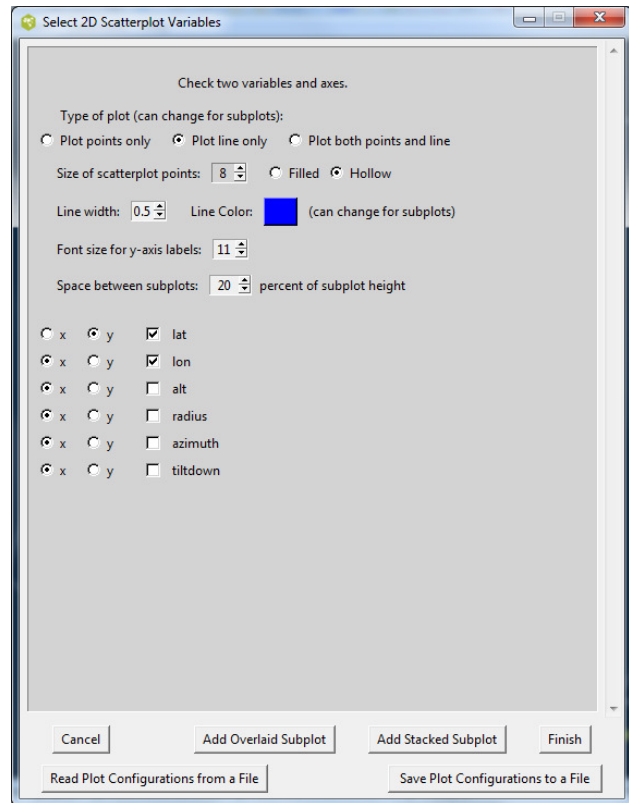 Select 2D Scatterplot Variables
Check two variables and axes.
Type of plot (can change for subplots):
Plot points only Plot line only Plot both points and line
Size of scatterplot points: 8 Filled Hollow
Line width: 0.5 Line Color: (can change for subplots)
Font size for y-axis labels: 11
Space between subplots: 20 percent of subplot height
x y lat
x y lon
x y alt
x y radius
x y azimuth
x y tiltdown
Cancel Add Overlaid Subplot Add Stacked Subplot Finish
Read Plot Configurations from a File Save Plot Configurations to a File